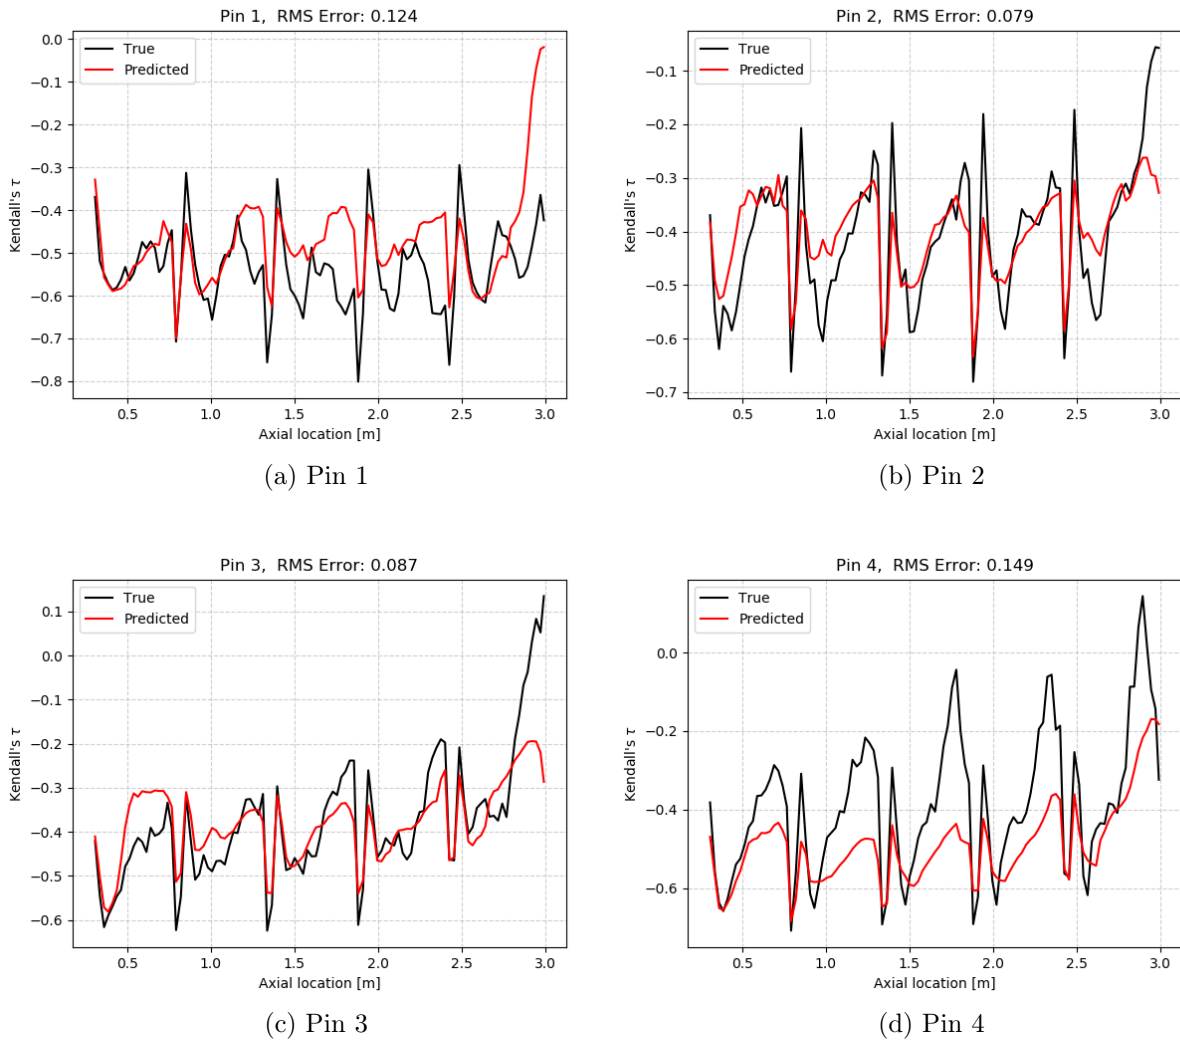 Pin 1,  RMS Error: 0.124
True
Predicted
Kendall's τ
0.0
−0.1
−0.2
−0.3
−0.4
−0.5
−0.6
−0.7
−0.8
0.5 1.0 1.5 2.0 2.5 3.0
Axial location [m]
(a) Pin 1
Pin 2,  RMS Error: 0.079
True
Predicted
Kendall's τ
−0.1
−0.2
−0.3
−0.4
−0.5
−0.6
−0.7
0.5 1.0 1.5 2.0 2.5 3.0
Axial location [m]
(b) Pin 2
Pin 3,  RMS Error: 0.087
True
Predicted
Kendall's τ
0.1
0.0
−0.1
−0.2
−0.3
−0.4
−0.5
−0.6
0.5 1.0 1.5 2.0 2.5 3.0
Axial location [m]
(c) Pin 3
Pin 4,  RMS Error: 0.149
True
Predicted
Kendall's τ
0.0
−0.2
−0.4
−0.6
0.5 1.0 1.5 2.0 2.5 3.0
Axial location [m]
(d) Pin 4